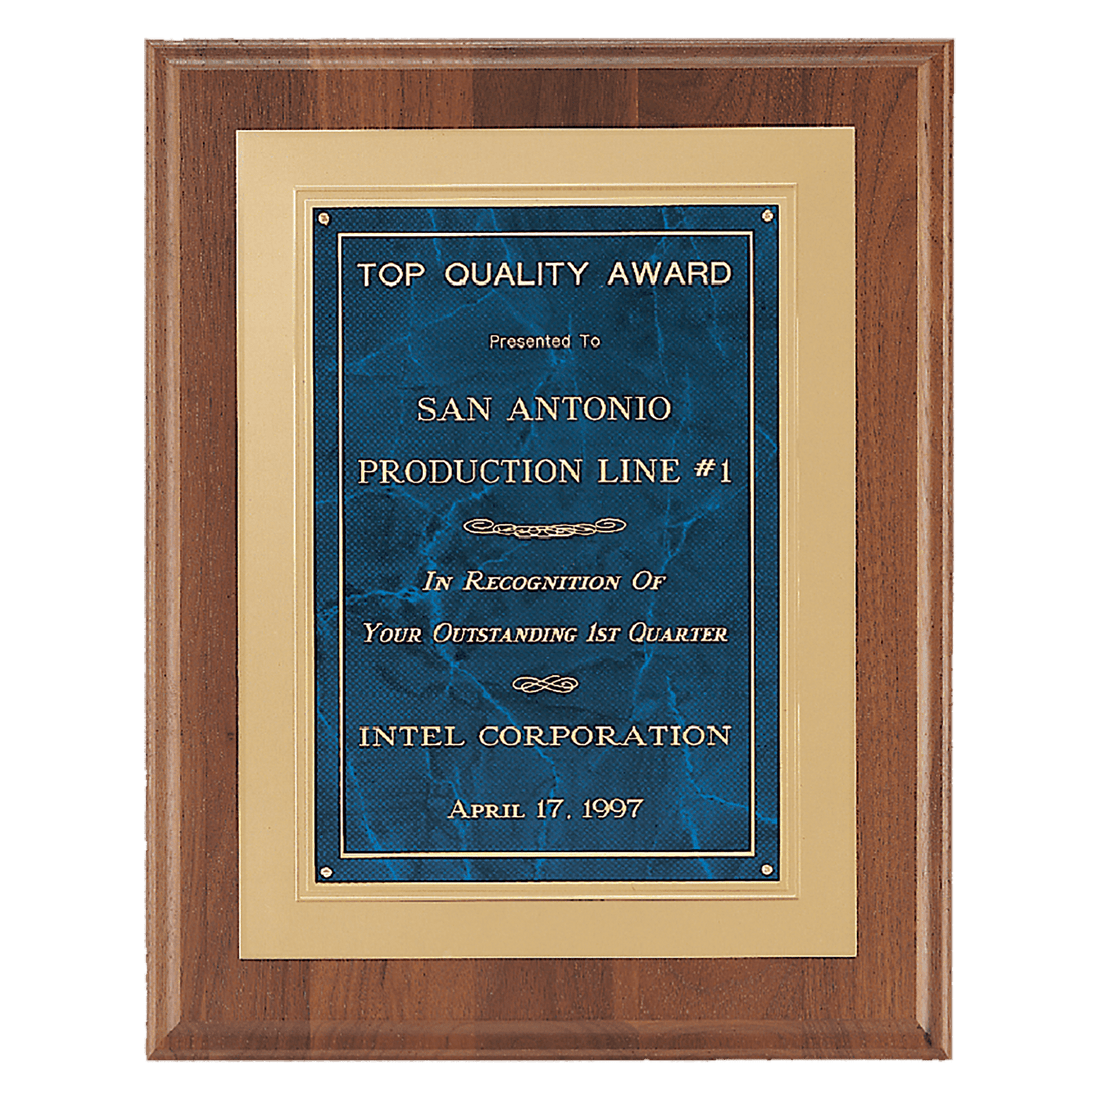 TOP QUALITY AWARD
Presented To
SAN ANTONIO
PRODUCTION LINE #1
IN RECOGNITION OF
YOUR OUTSTANDING 1ST QUARTER
INTEL CORPORATION
APRIL 17, 1997